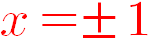 x = ± 1